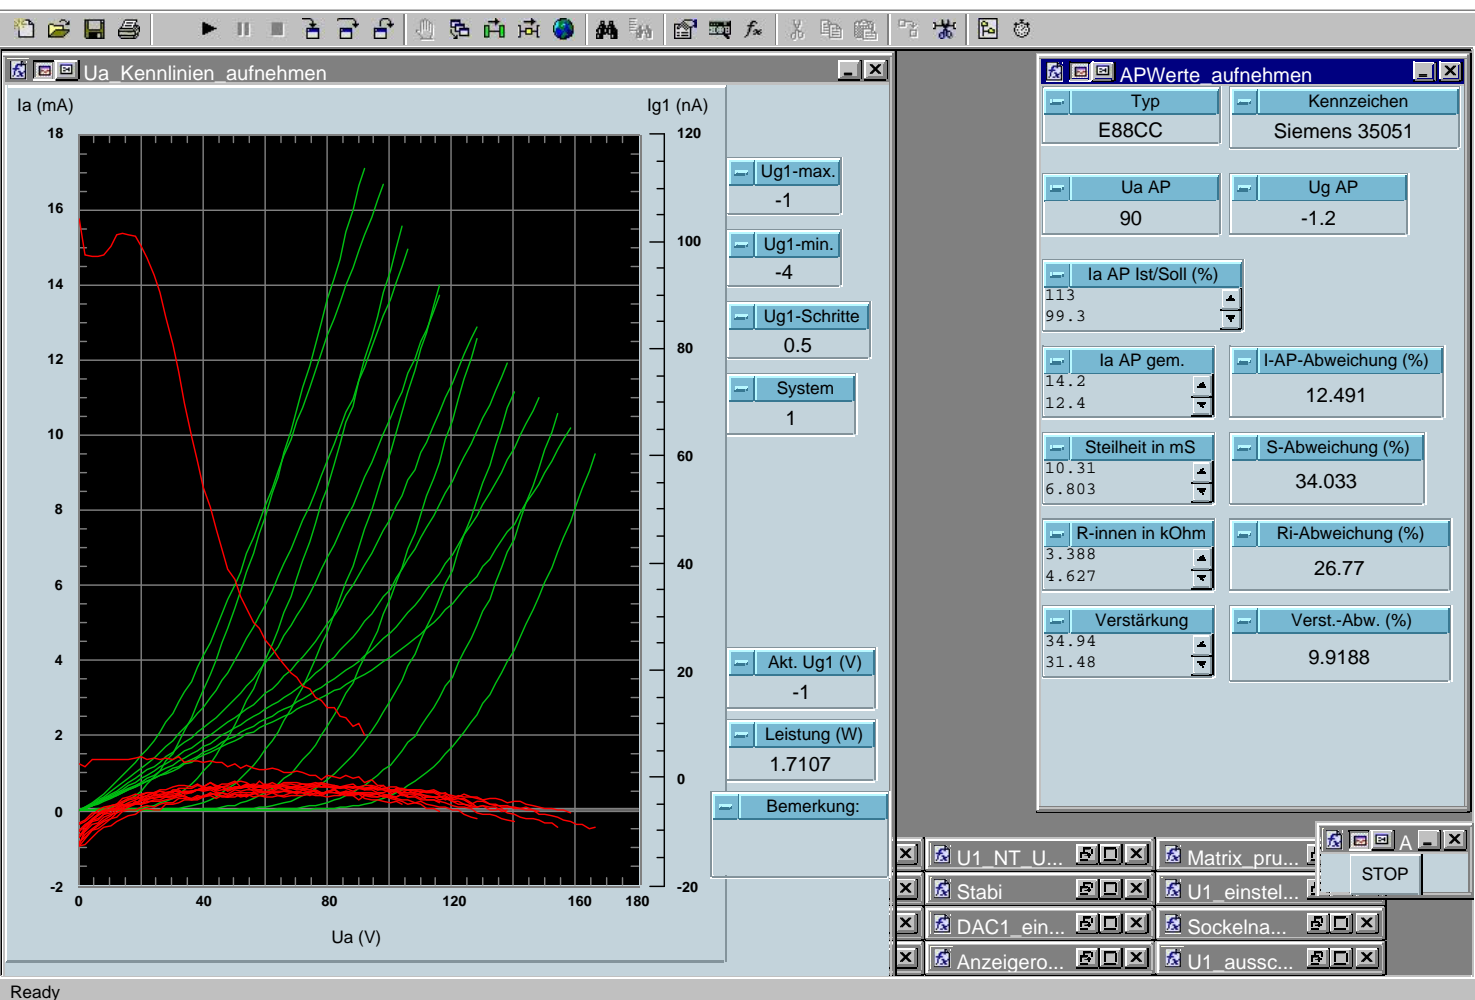 Ua_Kennlinien_aufnehmen
Ia (mA)
Ig1 (nA)
18
16
14
12
10
8
6
4
2
0
-2
120
100
80
60
40
20
0
-20
0
40
80
120
160
180
Ua (V)
Ug1-max.
-1
Ug1-min.
-4
Ug1-Schritte
0.5
System
1
Akt. Ug1 (V)
-1
Leistung (W)
1.7107
Bemerkung:
APWerte_aufnehmen
Typ
E88CC
Kennzeichen
Siemens 35051
Ua AP
90
Ug AP
-1.2
Ia AP Ist/Soll (%)
113
99.3
Ia AP gem.
14.2
12.4
I-AP-Abweichung (%)
12.491
Steilheit in mS
10.31
6.803
S-Abweichung (%)
34.033
R-innen in kOhm
3.388
4.627
Ri-Abweichung (%)
26.77
Verstärkung
34.94
31.48
Verst.-Abw. (%)
9.9188
A
STOP
U1_NT_U...
Matrix_pru...
Stabi
U1_einstel...
DAC1_ein...
Sockelna...
Anzeigero...
U1_aussc...
Ready